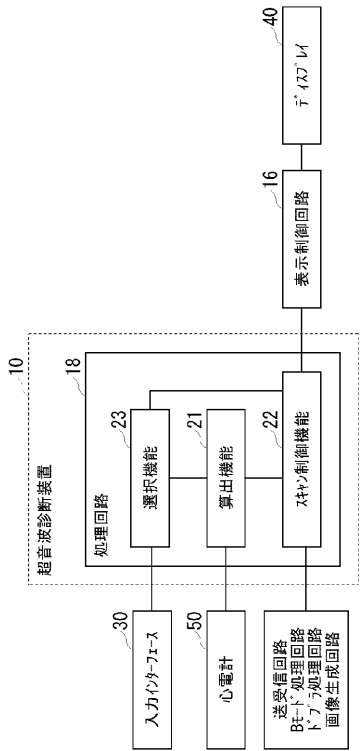 超音波診断装置
10
処理回路
18
入力インターフェース
30
選択機能
23
心電計
50
算出機能
21
送受信回路
Bモード処理回路
ドプラ処理回路
画像生成回路
スキャン制御機能
22
表示制御回路
16
ディスプレイ
40